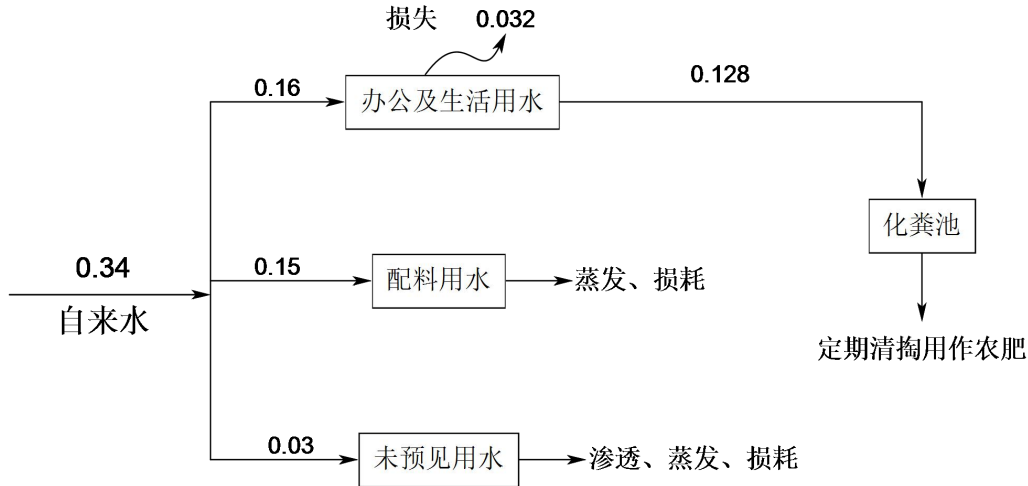 损失 0.032
0.16
办公及生活用水
0.128
化粪池
定期清掏用作农肥
0.34
自来水
0.15
配料用水
蒸发、损耗
0.03
未预见用水
渗透、蒸发、损耗